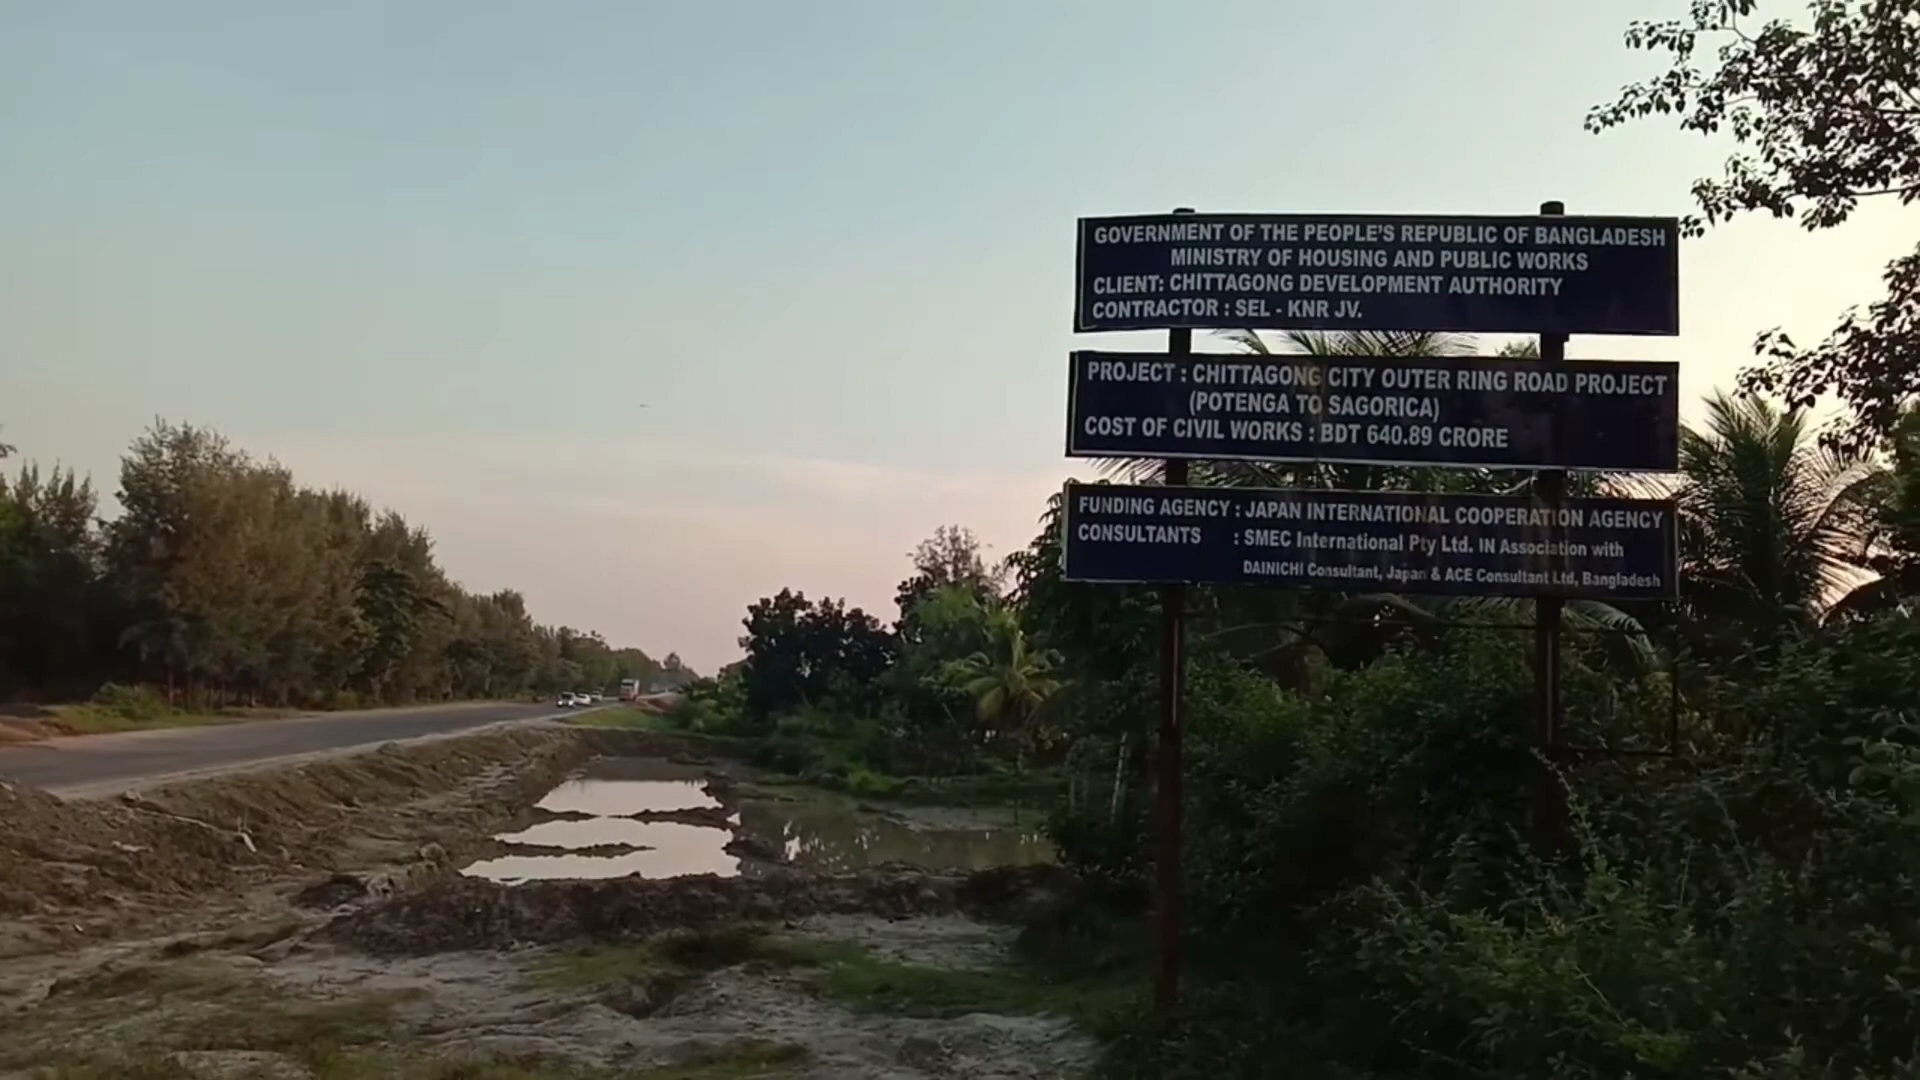 GOVERNMENT OF THE PEOPLE'S REPUBLIC OF BANGLADESH
MINISTRY OF HOUSING AND PUBLIC WORKS
CLIENT: CHITTAGONG DEVELOPMENT AUTHORITY
CONTRACTOR : SEL - KNR JV.
PROJECT : CHITTAGONG CITY OUTER RING ROAD PROJECT
(POTENGA TO SAGORICA)
COST OF CIVIL WORKS : BDT 640.89 CRORE
FUNDING AGENCY : JAPAN INTERNATIONAL COOPERATION AGENCY
CONSULTANTS : SMEC International Pty Ltd. IN Association with
DAINICHI Consultant, Japan & ACE Consultant Ltd, Bangladesh